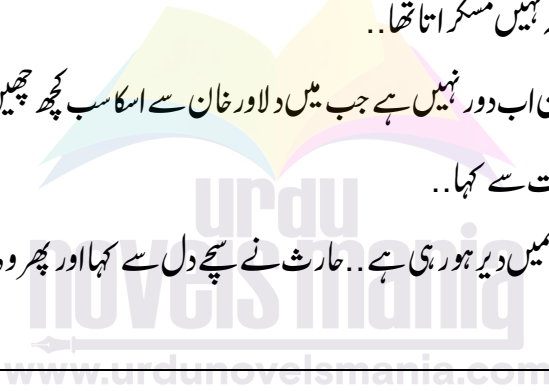 نہیں مسکراتا تھا..
اب دور نہیں ہے جب میں دلاور خان سے اسکا سب کچھ
سے کہا..
دیر ہو رہی ہے..حارث نے سچے دل سے کہا اور پھر وہ
urdu
novels mania
www.urdunovelsmania.com